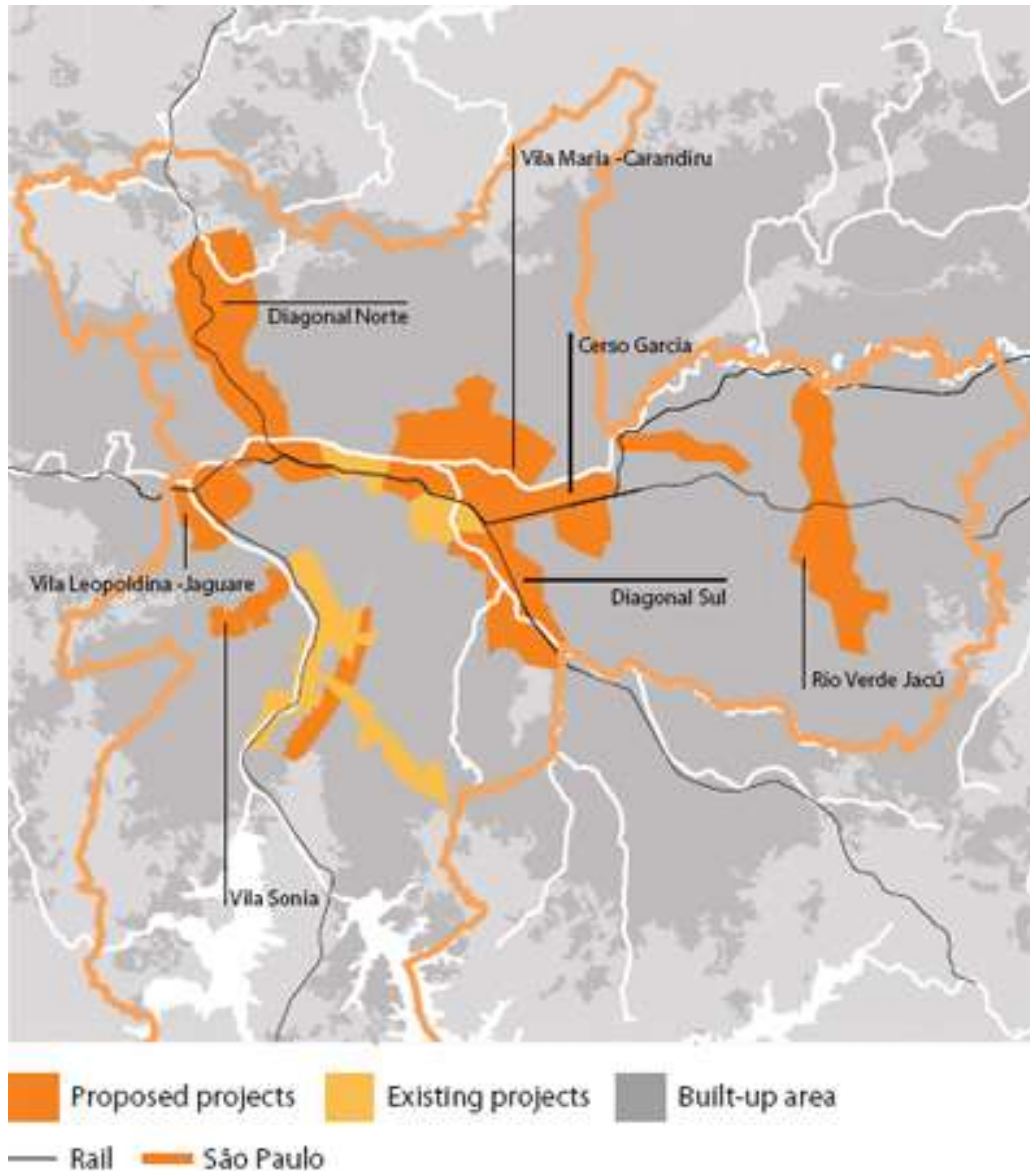 Vila Maria -Carandiru
Diagonal Norte
Cerso Garcia
Vila Leopoldina -Jaguare
Diagonal Sul
Rio Verde Jacú
Vila Sonia
Proposed projects
Existing projects
Built-up area
Rail
São Paulo